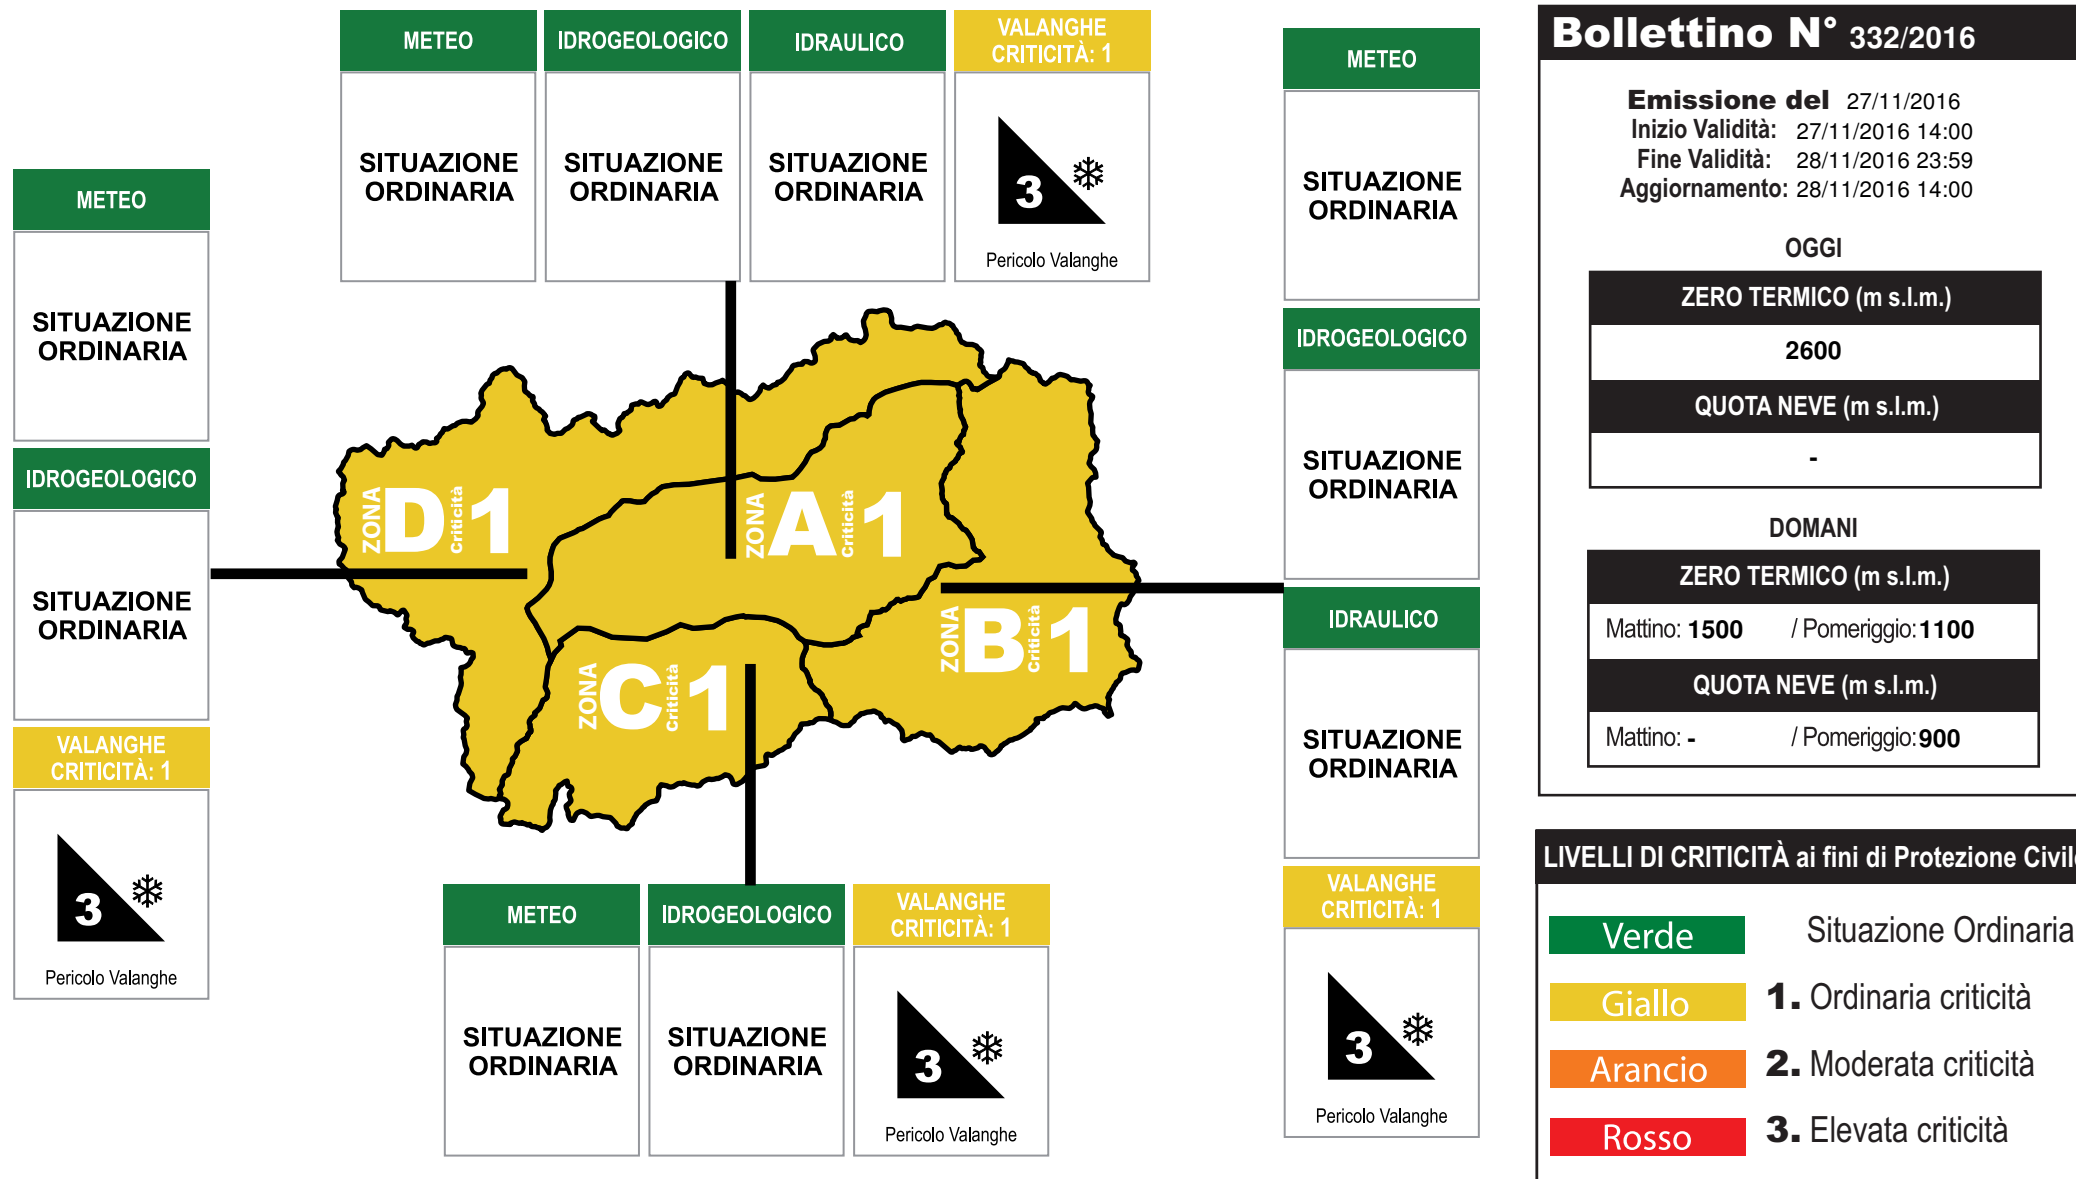 METEO
IDROGEOLOGICO
IDRAULICO
VALANGHE
CRITICITÀ: 1
SITUAZIONE
ORDINARIA
SITUAZIONE
ORDINARIA
SITUAZIONE
ORDINARIA
3
Pericolo Valanghe
METEO
SITUAZIONE
ORDINARIA
IDROGEOLOGICO
SITUAZIONE
ORDINARIA
VALANGHE
CRITICITÀ: 1
3
Pericolo Valanghe
ZONA D Criticità 1
ZONA A Criticità 1
ZONA C Criticità 1
ZONA B Criticità 1
METEO
IDROGEOLOGICO
VALANGHE
CRITICITÀ: 1
SITUAZIONE
ORDINARIA
SITUAZIONE
ORDINARIA
3
Pericolo Valanghe
METEO
SITUAZIONE
ORDINARIA
IDROGEOLOGICO
SITUAZIONE
ORDINARIA
IDRAULICO
SITUAZIONE
ORDINARIA
VALANGHE
CRITICITÀ: 1
3
Pericolo Valanghe
Bollettino N° 332/2016
Emissione del 27/11/2016
Inizio Validità: 27/11/2016 14:00
Fine Validità: 28/11/2016 23:59
Aggiornamento: 28/11/2016 14:00
OGGI
ZERO TERMICO (m s.l.m.)
2600
QUOTA NEVE (m s.l.m.)
-
DOMANI
ZERO TERMICO (m s.l.m.)
Mattino: 1500 / Pomeriggio: 1100
QUOTA NEVE (m s.l.m.)
Mattino: - / Pomeriggio: 900
LIVELLI DI CRITICITÀ ai fini di Protezione Civile
Verde Situazione Ordinaria
Giallo 1. Ordinaria criticità
Arancio 2. Moderata criticità
Rosso 3. Elevata criticità